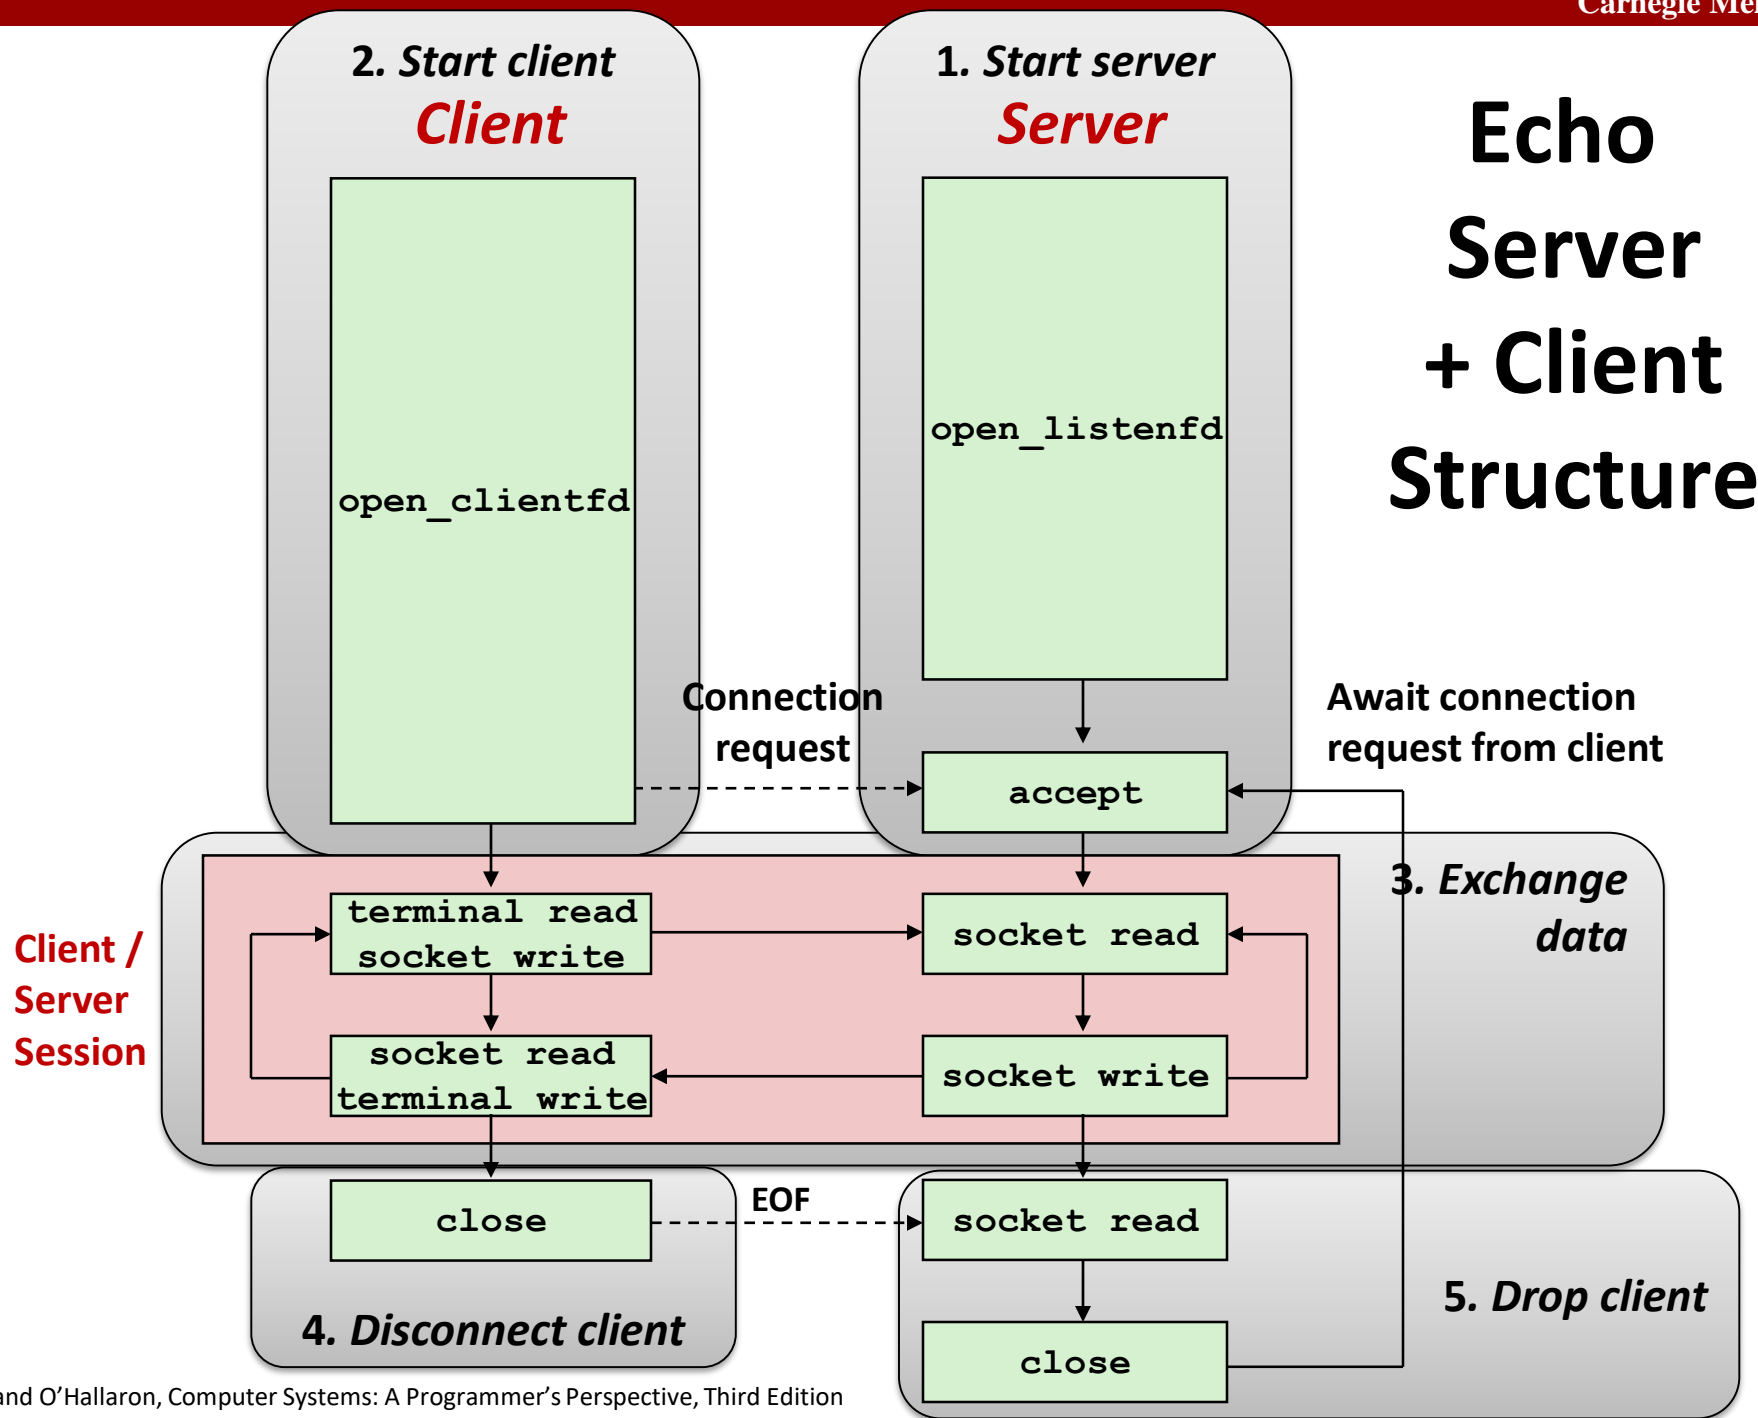 Carnegie
2. Start client
Client
1. Start server
Server
Echo
Server
+ Client
Structure
open_clientfd
open_listenfd
Connection
request
Await connection
request from client
accept
3. Exchange
data
Client /
Server
Session
terminal read
socket write
socket read
socket read
terminal write
socket write
close
EOF
socket read
4. Disconnect client
5. Drop client
close
and O'Hallaron, Computer Systems: A Programmer's Perspective, Third Edition